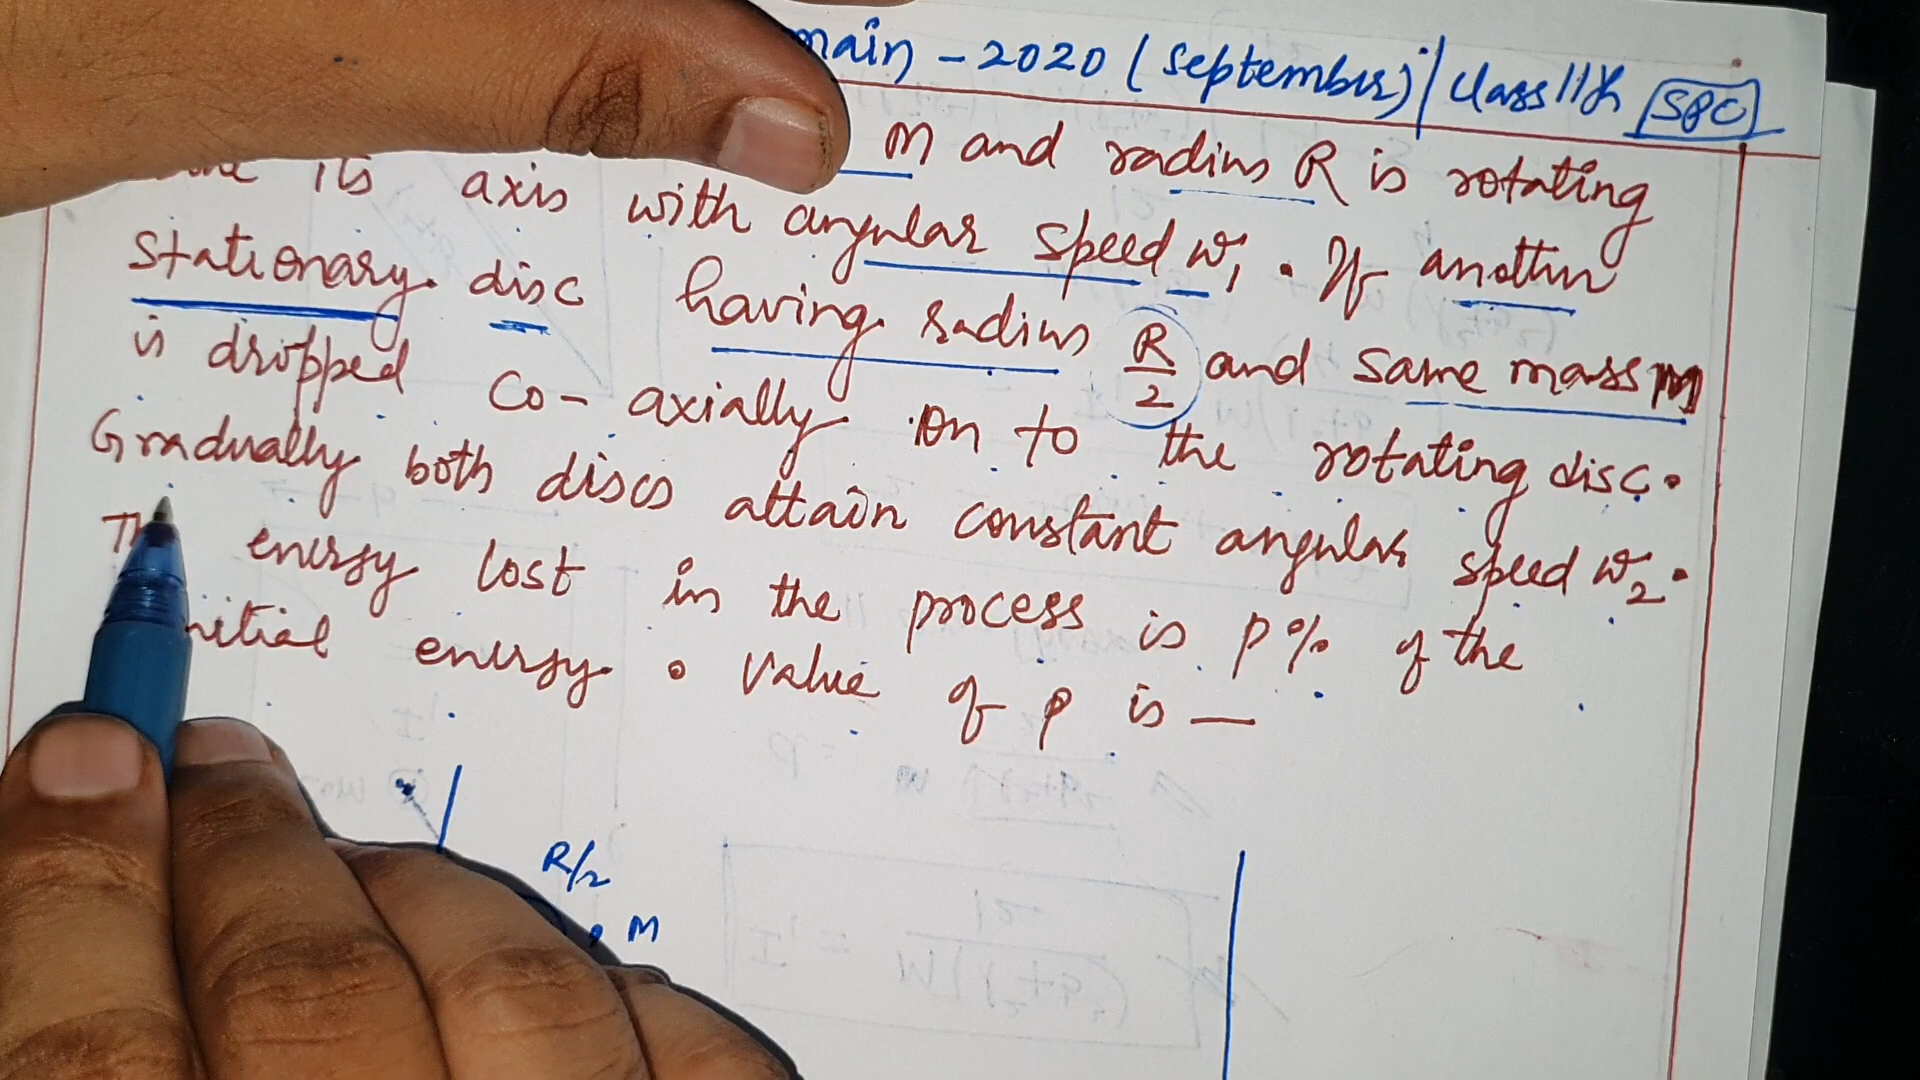 main - 2020 (September) | Class 11th SPC
M and radius R is rotating
its axis with angular speed w₁. If another
stationary disc having radius R/2 and same mass M
is dropped co-axially on to the rotating disc.
Gradually both discs attain constant angular speed w₂.
energy lost in the process is p% of the
initial energy. Value of p is —
R/2
, M